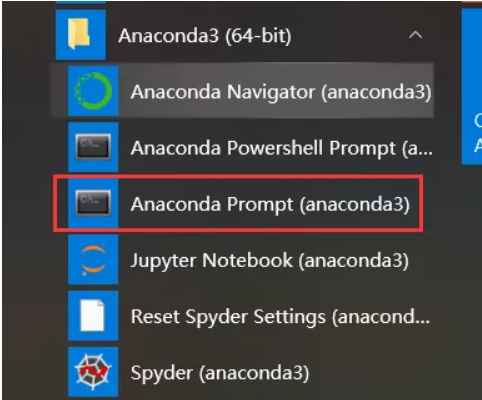 Anaconda3 (64-bit)
Anaconda Navigator (anaconda3)
Anaconda Powershell Prompt (a...
Anaconda Prompt (anaconda3)
Jupyter Notebook (anaconda3)
Reset Spyder Settings (anacond...
Spyder (anaconda3)